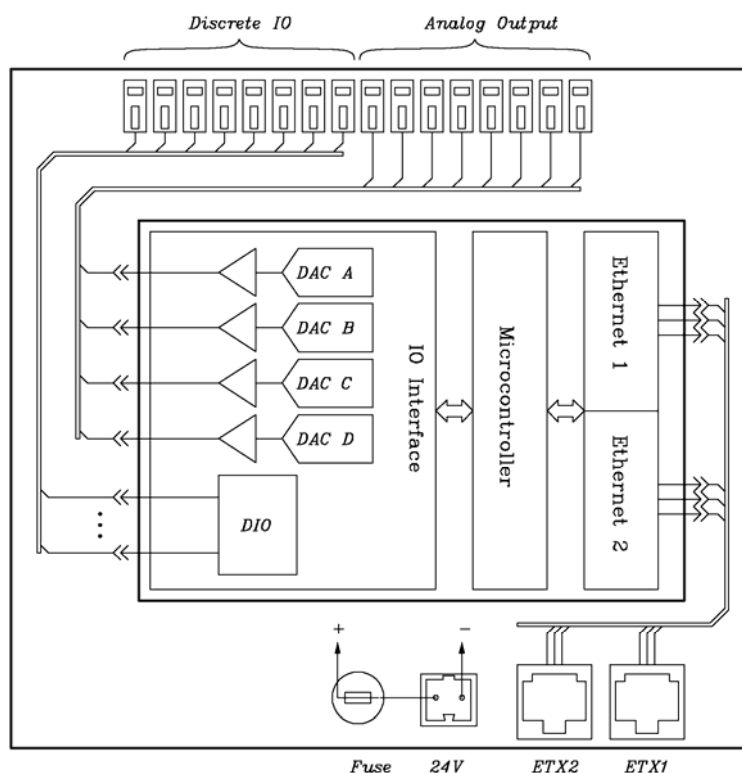 Discrete IO
Analog Output
DAC A
DAC B
DAC C
DAC D
DIO
IO Interface
Microcontroller
Ethernet 1
Ethernet 2
+
-
Fuse
24V
ETX2
ETX1